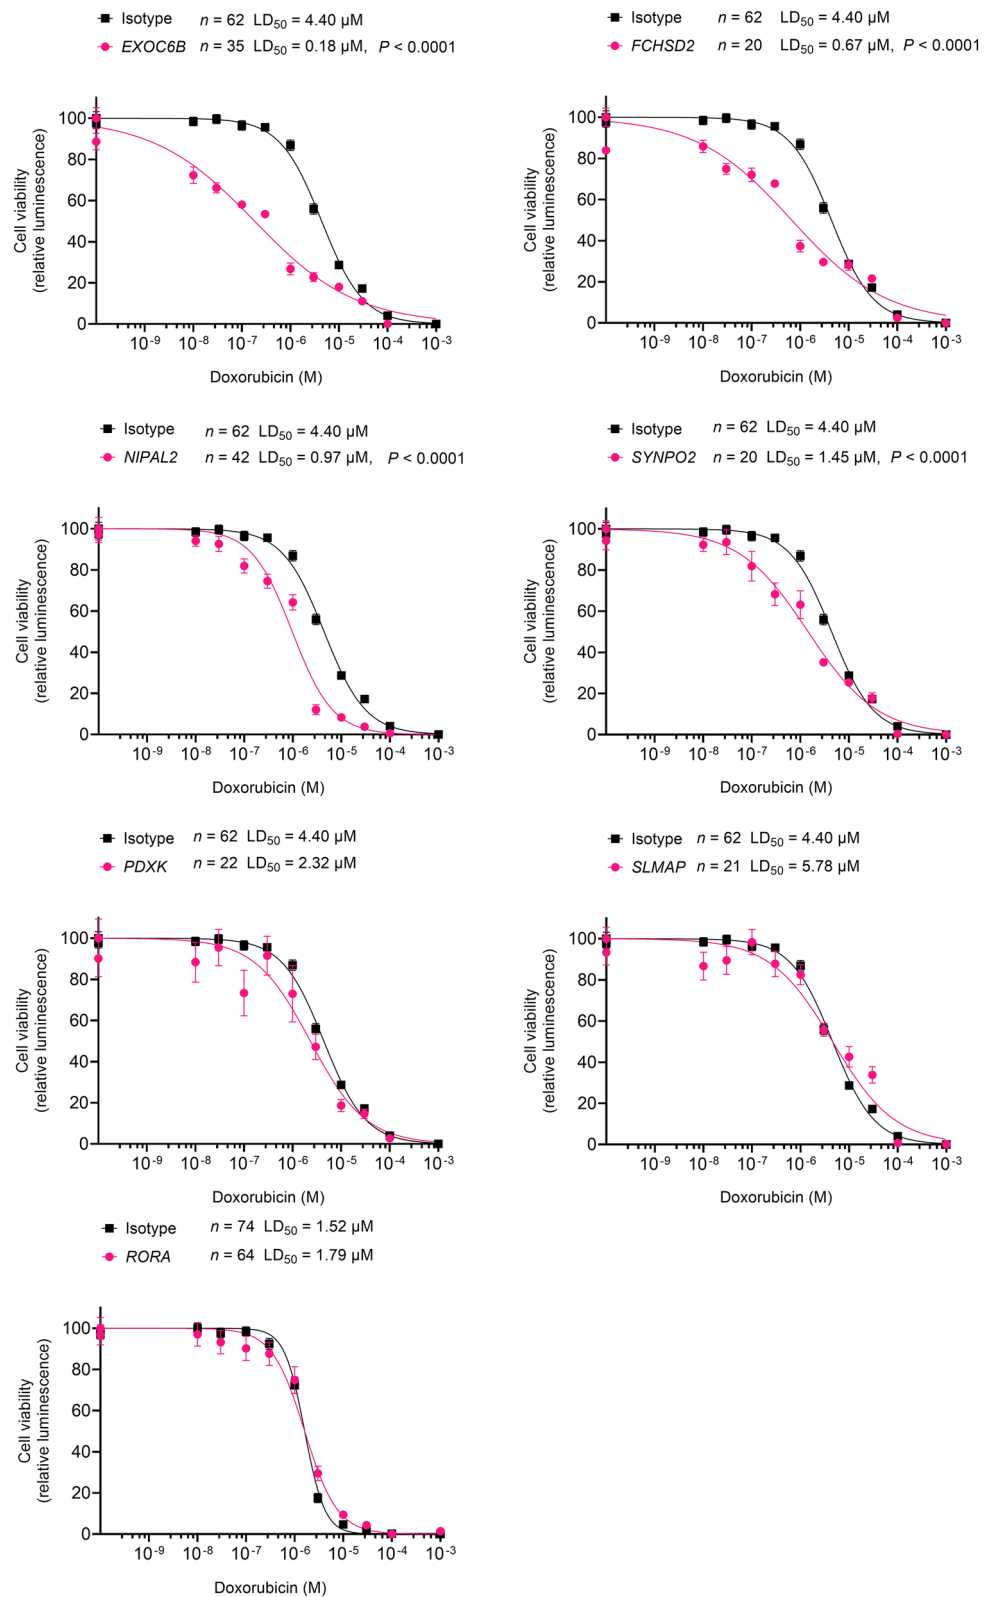 Isotype n = 62 LD50 = 4.40 µM
EXOC6B n = 35 LD50 = 0.18 µM, P < 0.0001
100
80
60
40
20
0
Cell viability
(relative luminescence)
10-9 10-8 10-7 10-6 10-5 10-4 10-3
Doxorubicin (M)
Isotype n = 62 LD50 = 4.40 µM
FCHSD2 n = 20 LD50 = 0.67 µM, P < 0.0001
100
80
60
40
20
0
Cell viability
(relative luminescence)
10-9 10-8 10-7 10-6 10-5 10-4 10-3
Doxorubicin (M)
Isotype n = 62 LD50 = 4.40 µM
NIPAL2 n = 42 LD50 = 0.97 µM, P < 0.0001
100
80
60
40
20
0
Cell viability
(relative luminescence)
10-9 10-8 10-7 10-6 10-5 10-4 10-3
Doxorubicin (M)
Isotype n = 62 LD50 = 4.40 µM
SYNPO2 n = 20 LD50 = 1.45 µM, P < 0.0001
100
80
60
40
20
0
Cell viability
(relative luminescence)
10-9 10-8 10-7 10-6 10-5 10-4 10-3
Doxorubicin (M)
Isotype n = 62 LD50 = 4.40 µM
PDXK n = 22 LD50 = 2.32 µM
100
80
60
40
20
0
Cell viability
(relative luminescence)
10-9 10-8 10-7 10-6 10-5 10-4 10-3
Doxorubicin (M)
Isotype n = 62 LD50 = 4.40 µM
SLMAP n = 21 LD50 = 5.78 µM
100
80
60
40
20
0
Cell viability
(relative luminescence)
10-9 10-8 10-7 10-6 10-5 10-4 10-3
Doxorubicin (M)
Isotype n = 74 LD50 = 1.52 µM
RORA n = 64 LD50 = 1.79 µM
100
80
60
40
20
0
Cell viability
(relative luminescence)
10-9 10-8 10-7 10-6 10-5 10-4 10-3
Doxorubicin (M)